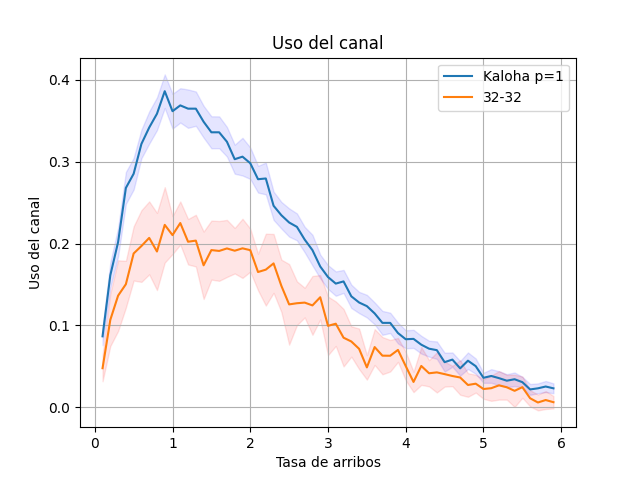 Uso del canal
Kaloha p=1
32-32
Uso del canal
0.4
0.3
0.2
0.1
0.0
0 1 2 3 4 5 6
Tasa de arribos